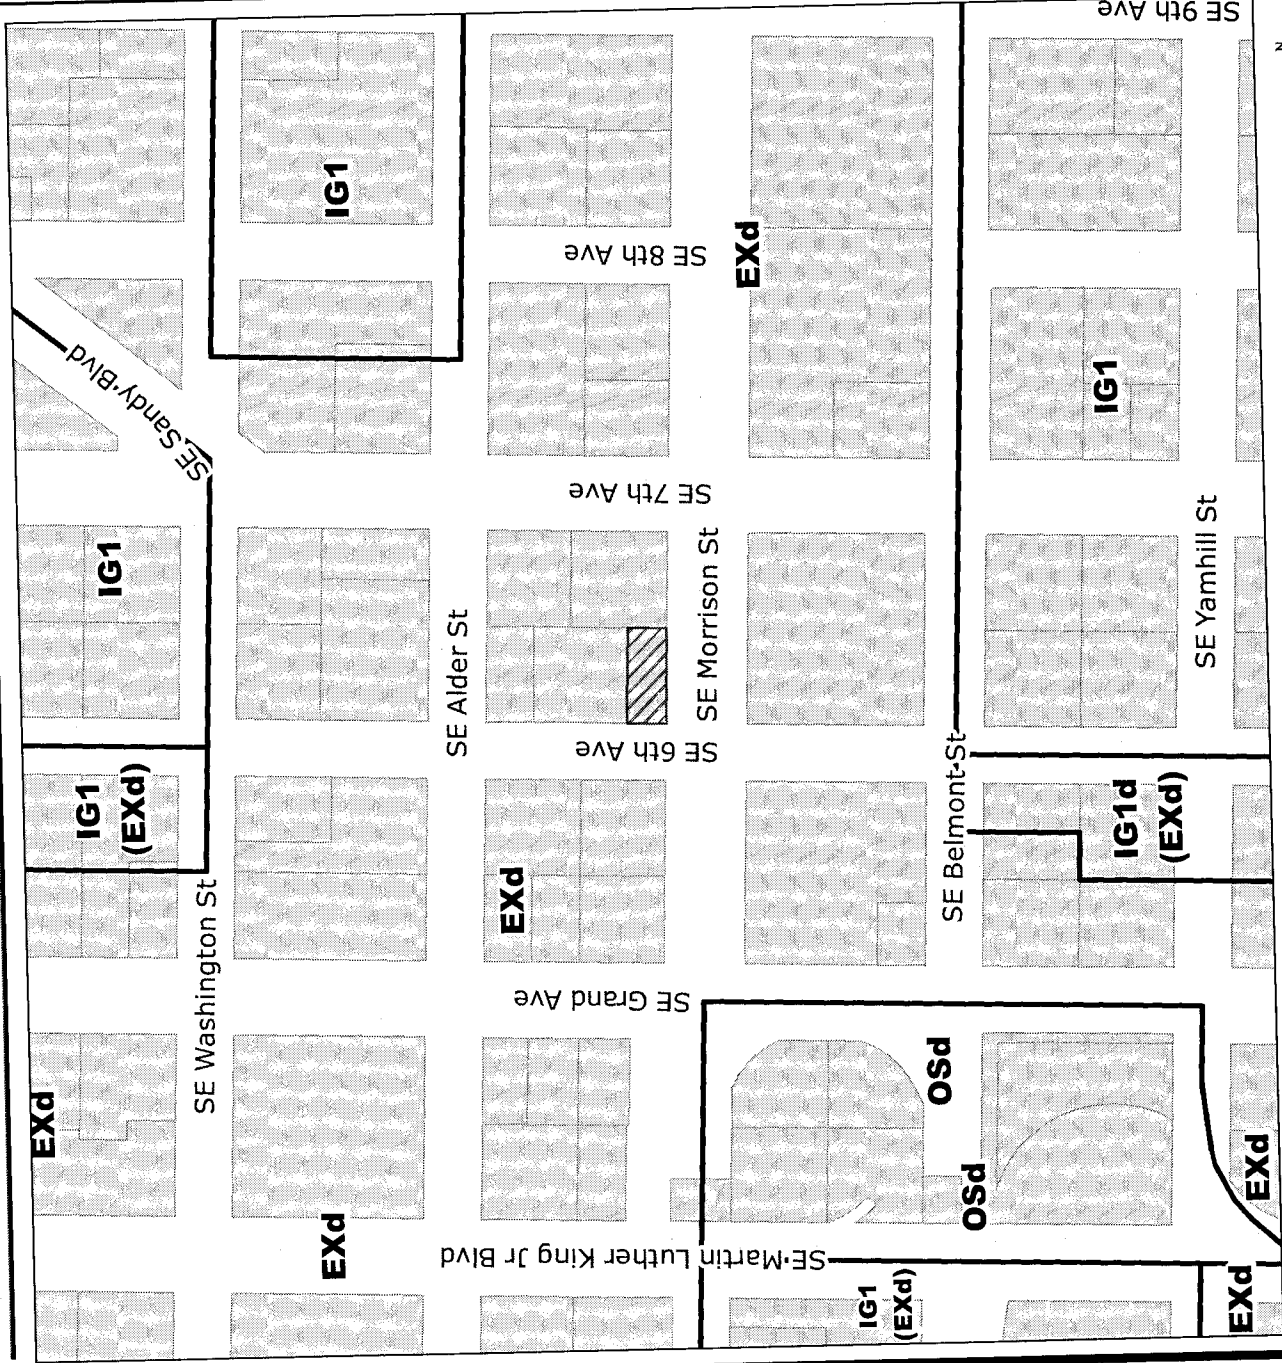 SE 9th Ave
N
IG1
SE 8th Ave
EXd
SE Sandy Blvd
IG1
SE 7th Ave
IG1
SE Alder St
SE Morrison St
SE Yamhill St
SE 6th Ave
IG1
(EXd)
SE Belmont St
IG1d
(EXd)
EXd
SE Washington St
SE Grand Ave
EXd
OSd
OSd
EXd
EXd
SE Martin Luther King Jr Blvd
IG1
(EXd)
EXd